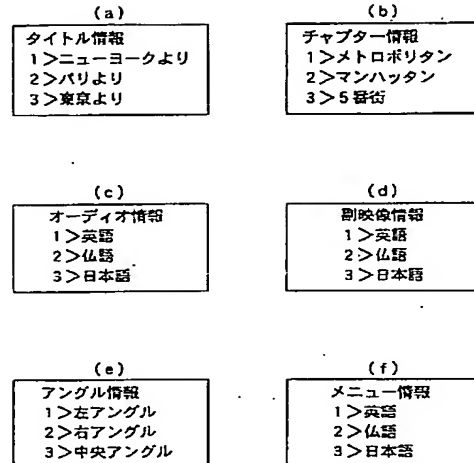 (a)
タイトル情報
1>ニューヨークより
2>パリより
3>東京より
(b)
チャプター情報
1>メトロポリタン
2>マンハッタン
3>5番街
(c)
オーディオ情報
1>英語
2>仏語
3>日本語
(d)
副映像情報
1>英語
2>仏語
3>日本語
(e)
アングル情報
1>左アングル
2>右アングル
3>中央アングル
(f)
メニュー情報
1>英語
2>仏語
3>日本語